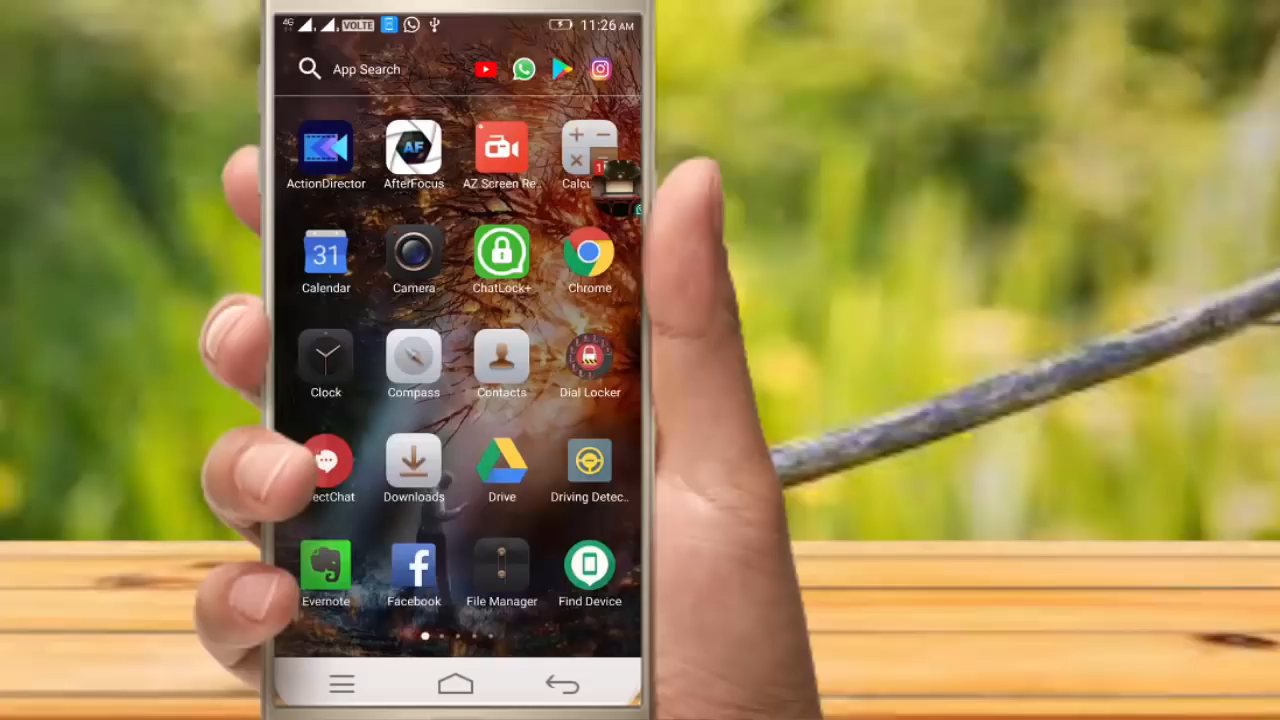 4G VOLTE 11:26 AM
App Search
ActionDirector AfterFocus AZ Screen Re.. Calcu
31
Calendar Camera ChatLock+ Chrome
Clock Compass Contacts Dial Locker
ectChat Downloads Drive Driving Detec..
Evernote Facebook File Manager Find Device